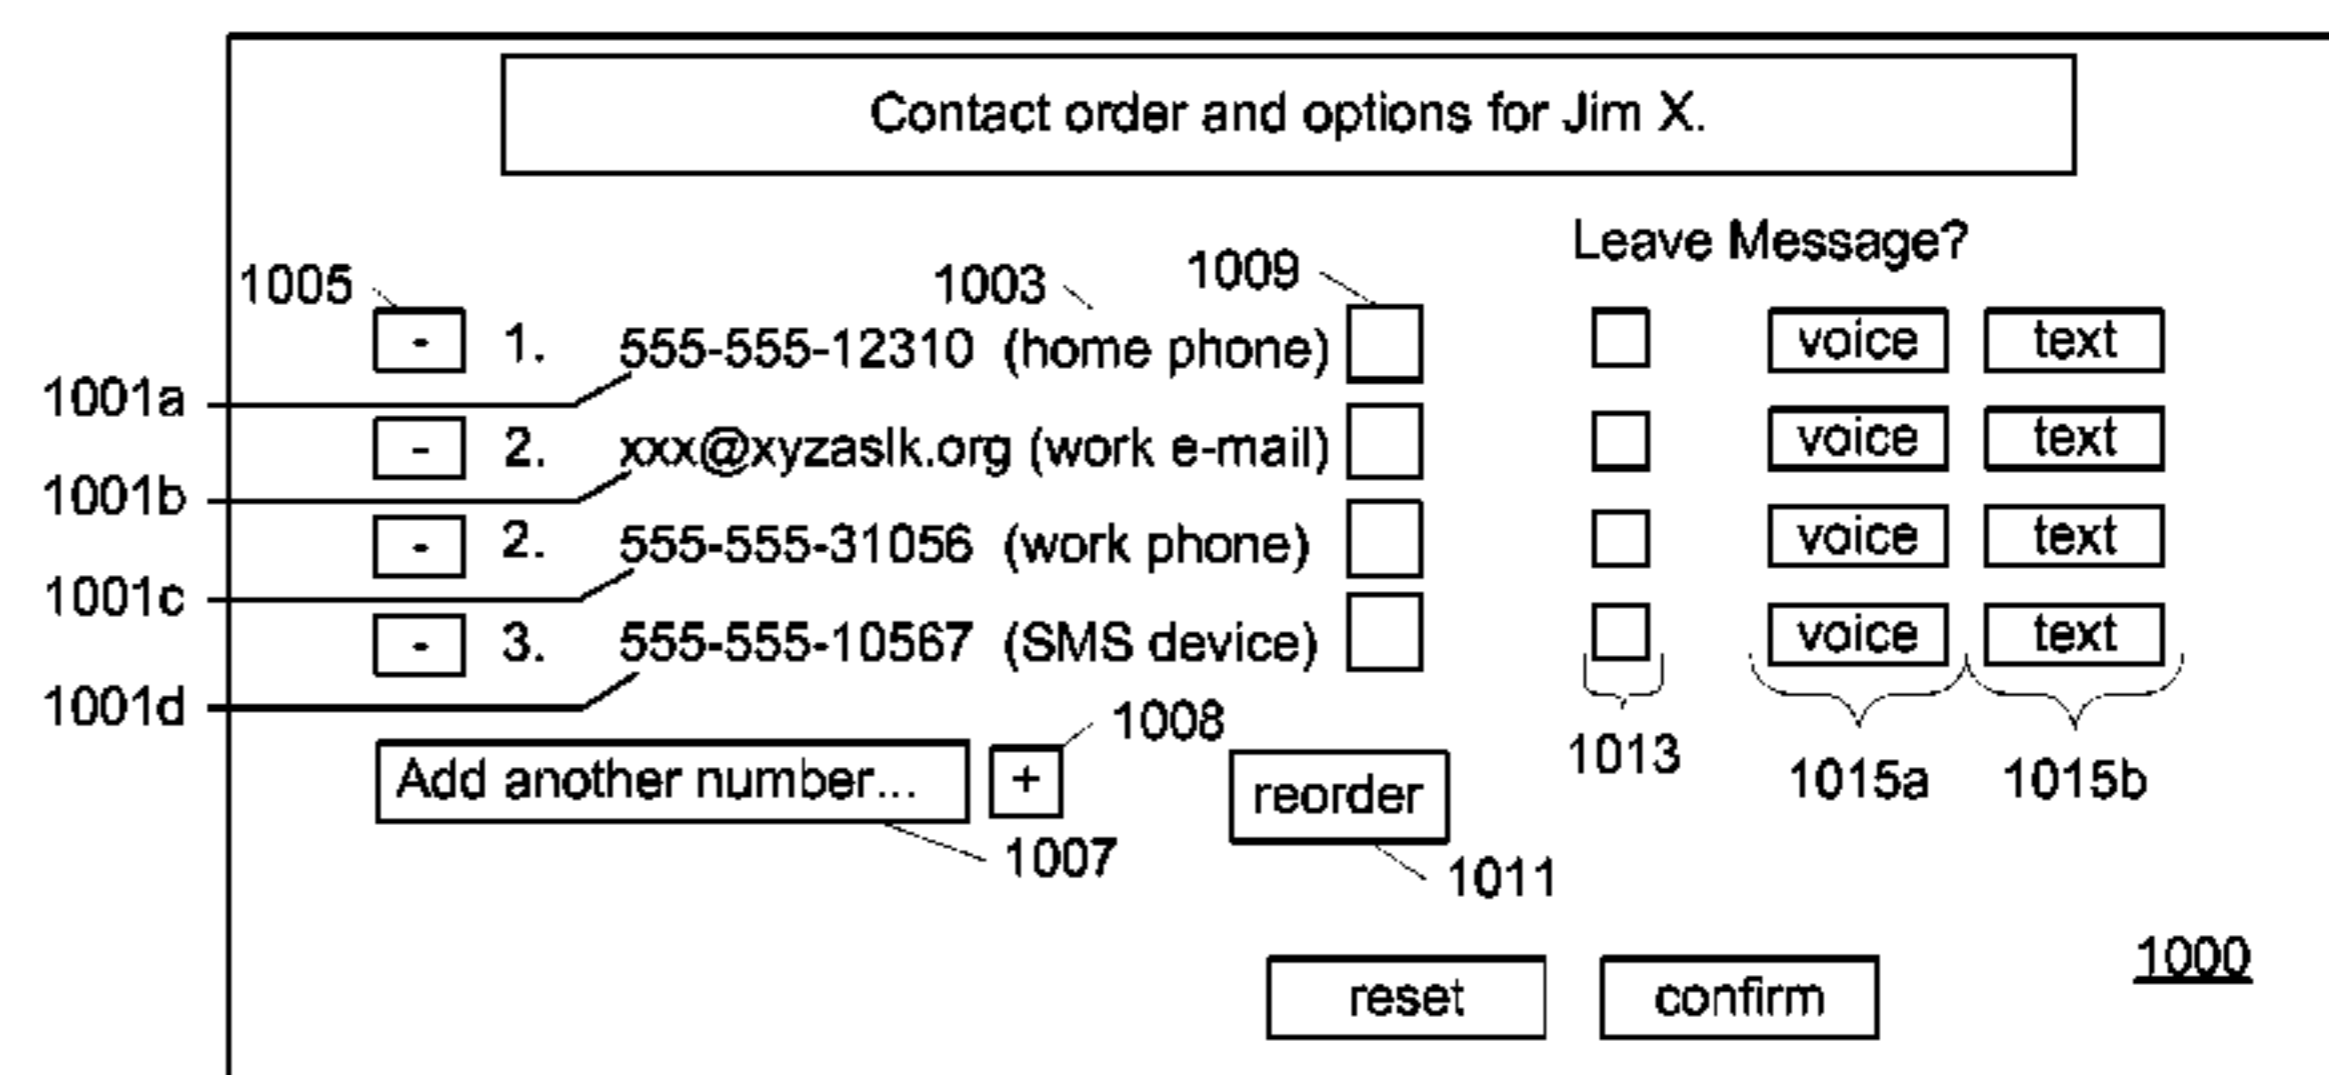 Contact order and options for Jim X.
Leave Message?
1005 1003 1009
- 1. 555-555-12310 (home phone) voice text
1001a
- 2. xxx@xyzaslk.org (work e-mail) voice text
1001b
- 2. 555-555-31056 (work phone) voice text
1001c
- 3. 555-555-10567 (SMS device) voice text
1001d
1008
Add another number... + reorder 1013 1015a 1015b
1007 1011
1000
reset confirm